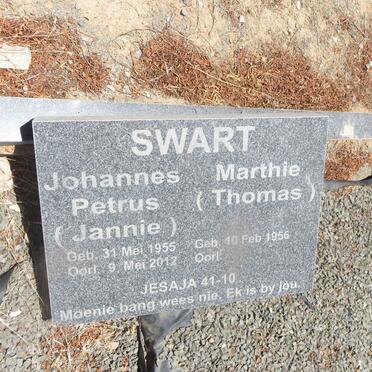 SWART
Johannes
Petrus
( Jannie )
Geb. 31 Mei 1955
Oorl. 9 Mei 2012
Marthie
( Thomas )
Geb. 10 Feb 1956
Oorl.
JESAJA 41-10
Moenie bang wees nie. Ek is by jou.